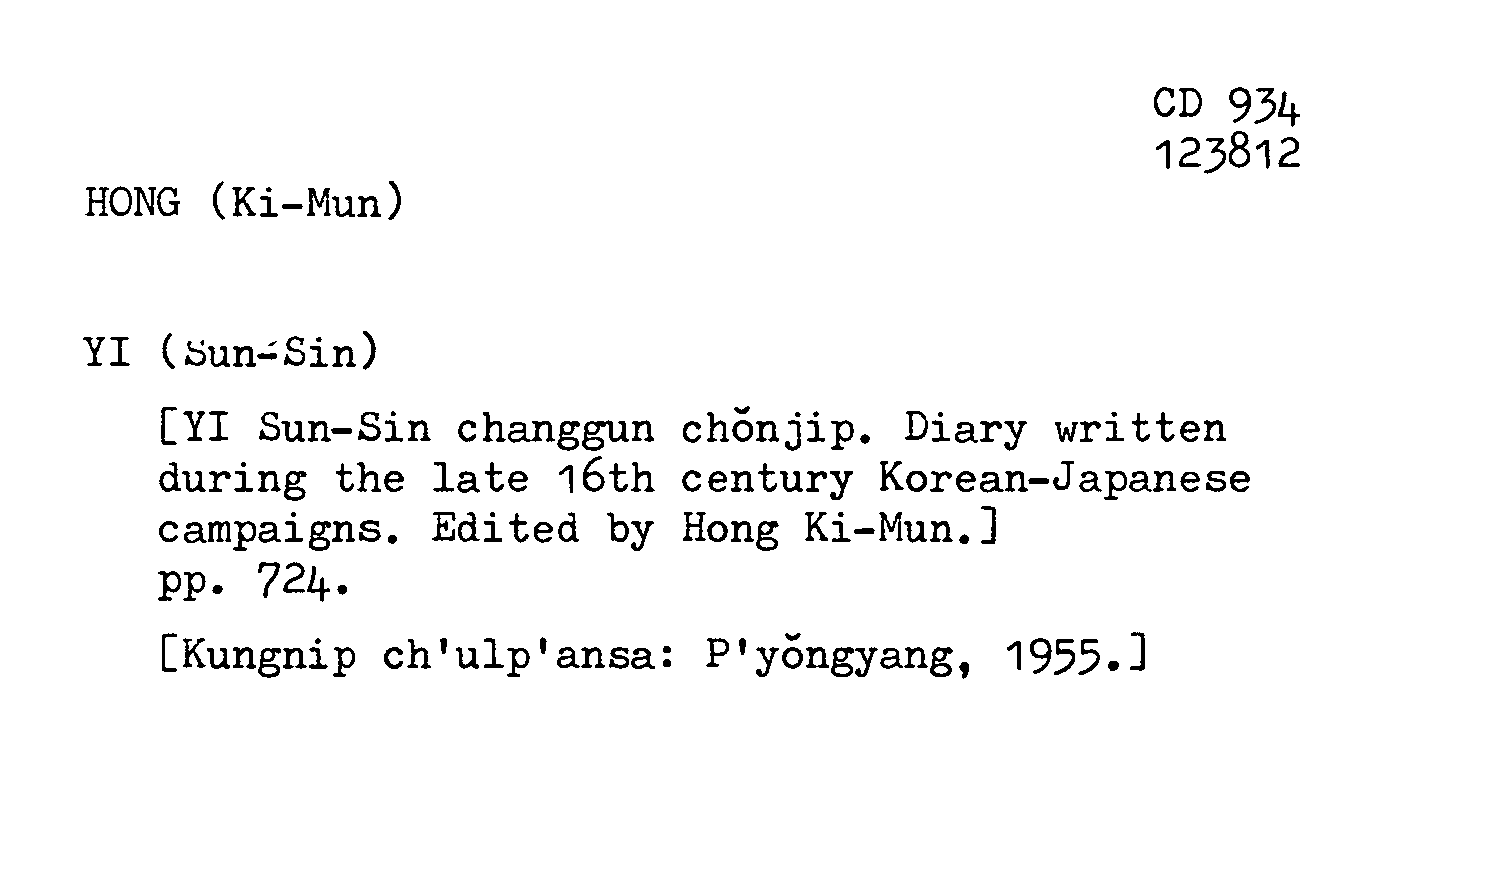 CD 934
123812
HONG (Ki-Mun)
YI (Sun-Sin)
[YI Sun-Sin changgun chŏnjip. Diary written
during the late 16th century Korean-Japanese
campaigns. Edited by Hong Ki-Mun.]
pp. 724.
[Kungnip ch'ulp'ansa: P'yŏngyang, 1955.]